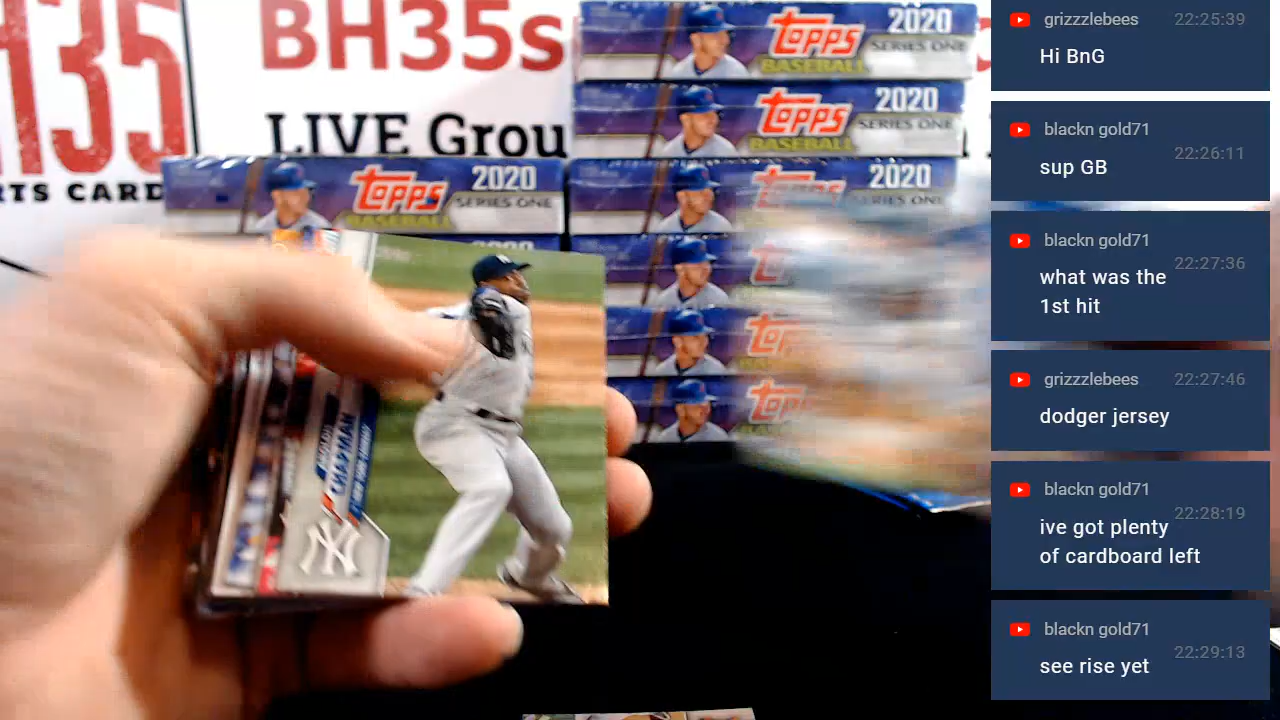 H35
RTS CARD
BH35s
LIVE Grou
TOPPS
2020
SERIES ONE
BASEBALL
TOPPS
2020
SERIES ONE
BASEBALL
TOPPS
2020
SERIES ONE
BASEBALL
2020
SERIES ONE
CHAPMAN
NY
grizzzlebees 22:25:39
Hi BnG
blackn gold71
sup GB 22:26:11
blackn gold71
what was the 22:27:36
1st hit
grizzzlebees 22:27:46
dodger jersey
blackn gold71
ive got plenty 22:28:19
of cardboard left
blackn gold71
see rise yet 22:29:13